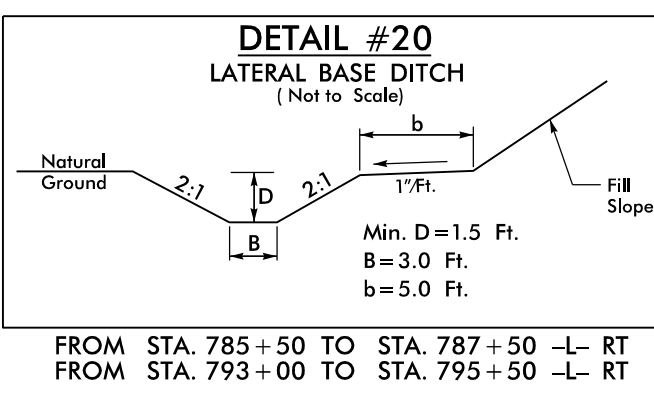 DETAIL #20
LATERAL BASE DITCH
( Not to Scale)
b
Natural
Ground
2:1
D
2:1
1"/Ft.
Fill
Slope
B
Min. D=1.5 Ft.
B=3.0 Ft.
b=5.0 Ft.
FROM STA. 785+50 TO STA. 787+50 -L- RT
FROM STA. 793+00 TO STA. 795+50 -L- RT